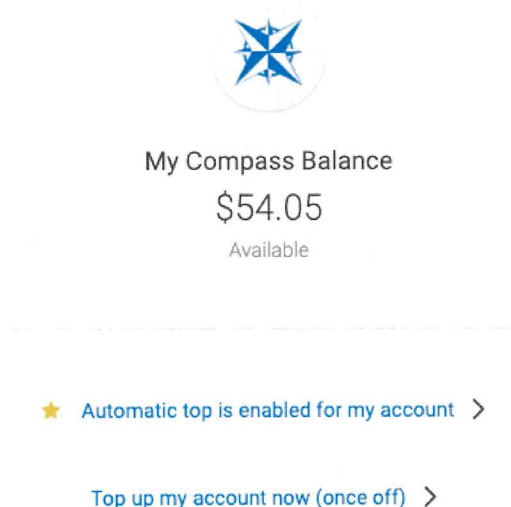 My Compass Balance
$54.05
Available
Automatic top is enabled for my account
Top up my account now (once off)